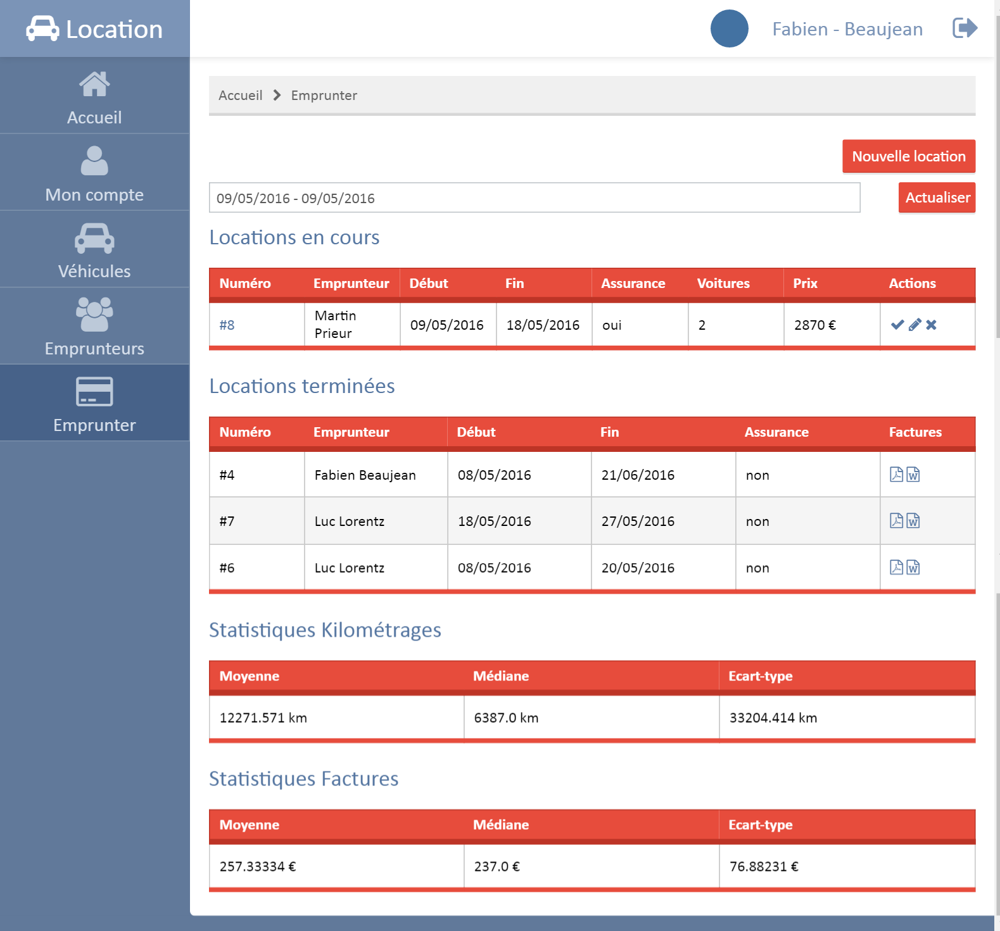 Location
Fabien - Beaujean
Accueil
Mon compte
Véhicules
Emprunteurs
Emprunter
Accueil Emprunter
Nouvelle location
09/05/2016 - 09/05/2016 Actualiser
Locations en cours
Numéro Emprunteur Début Fin Assurance Voitures Prix Actions
#8 Martin Prieur 09/05/2016 18/05/2016 oui 2 2870 €
Locations terminées
Numéro Emprunteur Début Fin Assurance Factures
#4 Fabien Beaujean 08/05/2016 21/06/2016 non
#7 Luc Lorentz 18/05/2016 27/05/2016 non
#6 Luc Lorentz 08/05/2016 20/05/2016 non
Statistiques Kilométrages
Moyenne Médiane Ecart-type
12271.571 km 6387.0 km 33204.414 km
Statistiques Factures
Moyenne Médiane Ecart-type
257.33334 € 237.0 € 76.88231 €